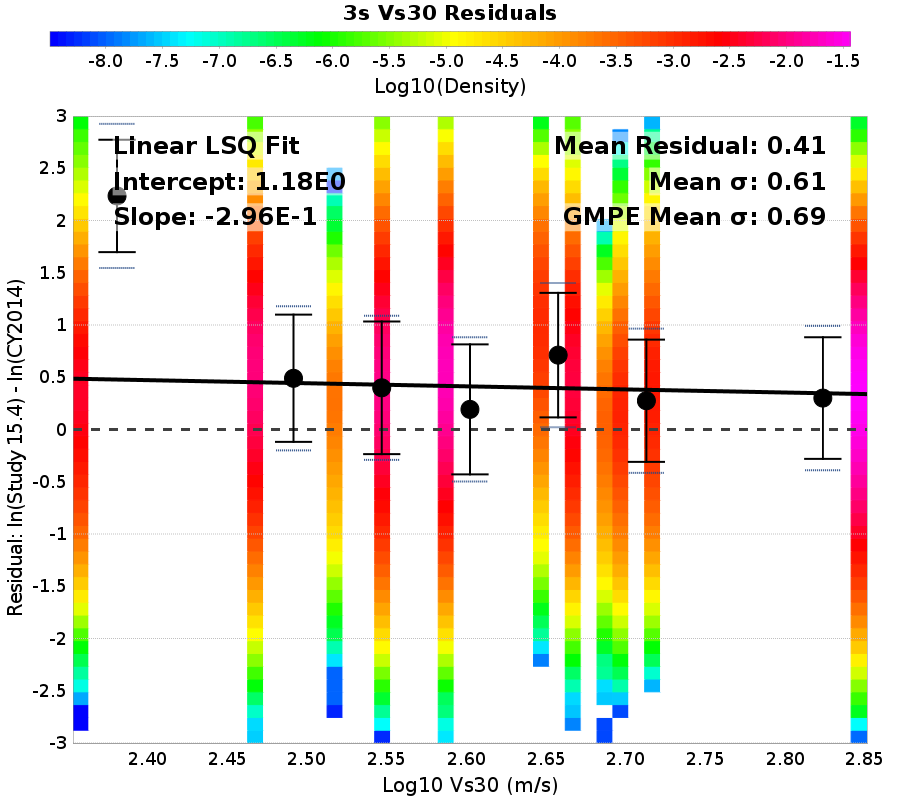 3s Vs30 Residuals
-8.0 -7.5 -7.0 -6.5 -6.0 -5.5 -5.0 -4.5 -4.0 -3.5 -3.0 -2.5 -2.0 -1.5
Log10(Density)
Linear LSQ Fit
Intercept: 1.18E0
Slope: -2.96E-1
Mean Residual: 0.41
Mean σ: 0.61
GMPE Mean σ: 0.69
Residual: ln(Study 15.4) - ln(CY2014)
3
2.5
2
1.5
1
0.5
0
-0.5
-1
-1.5
-2
-2.5
-3
2.40 2.45 2.50 2.55 2.60 2.65 2.70 2.75 2.80 2.85
Log10 Vs30 (m/s)